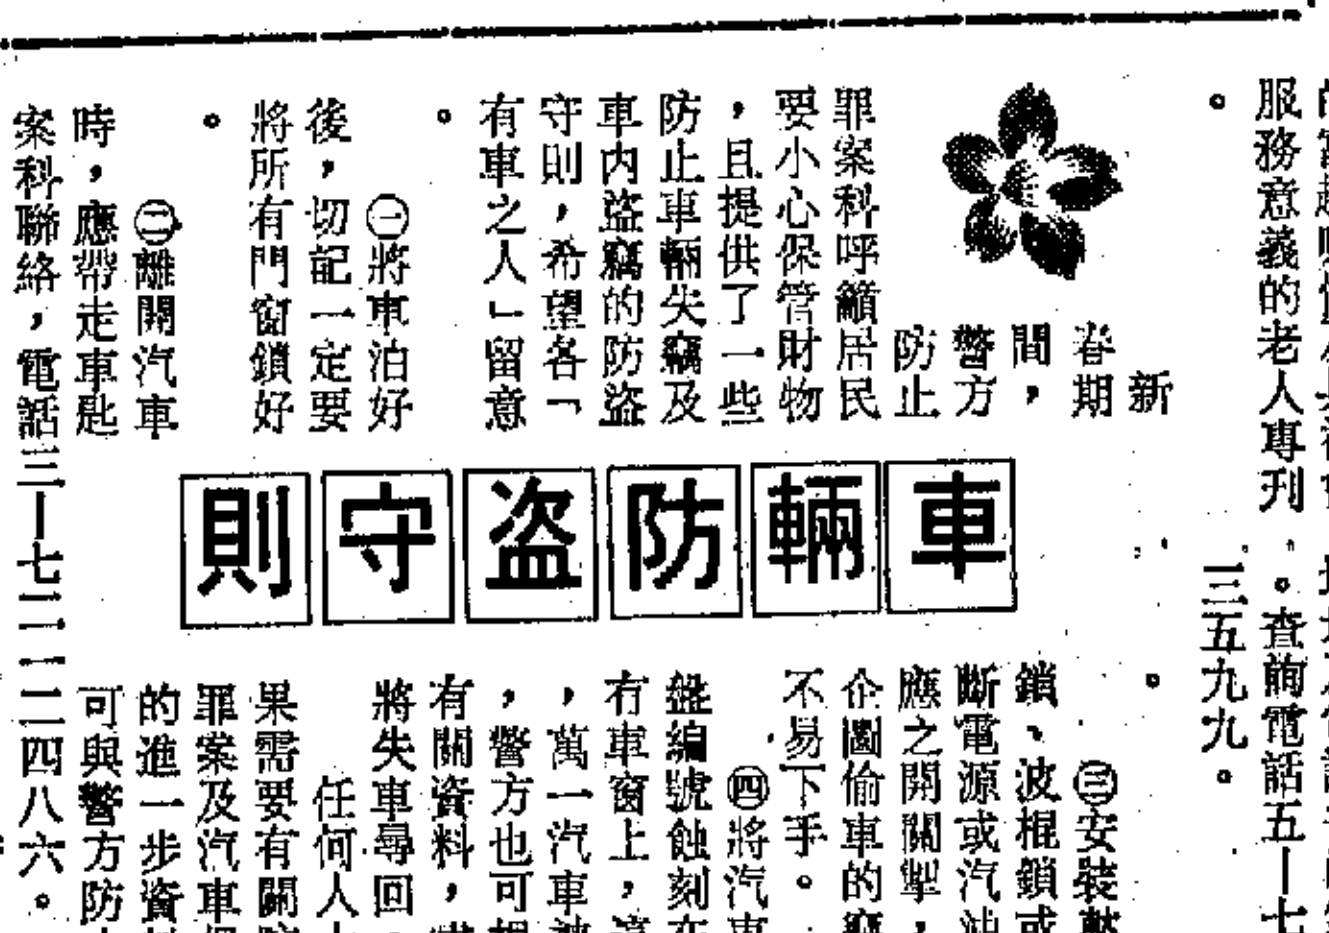 服務意義的老人專刊
。
。查詢電話五—七
三五九九。
車輛防盜守則
新
春期
間，
警方
防止
罪案科呼籲居民
要小心保管財物
，且提供了一些
防止車輛失竊及
車內盜竊的防盜
守則，希望各「
有車之人」留意
。
㊀將車泊好
後，切記一定要
將所有門窗鎖好
。
㊁離開汽車
時，應帶走車匙
。
㊂安裝
鎖、波棍鎖或
斷電源或汽油
應之開關掣，
企圖偷車的竊
不易下手。
㊃將汽車
盤編號蝕刻在
有車窗上，這
，萬一汽車被
，警方也可根
有關資料，
將失車尋回。
任何人
果需要有關防
罪案及汽車保
的進一步資料
可與警方防
案科聯絡，電話三—七二一二四八六。